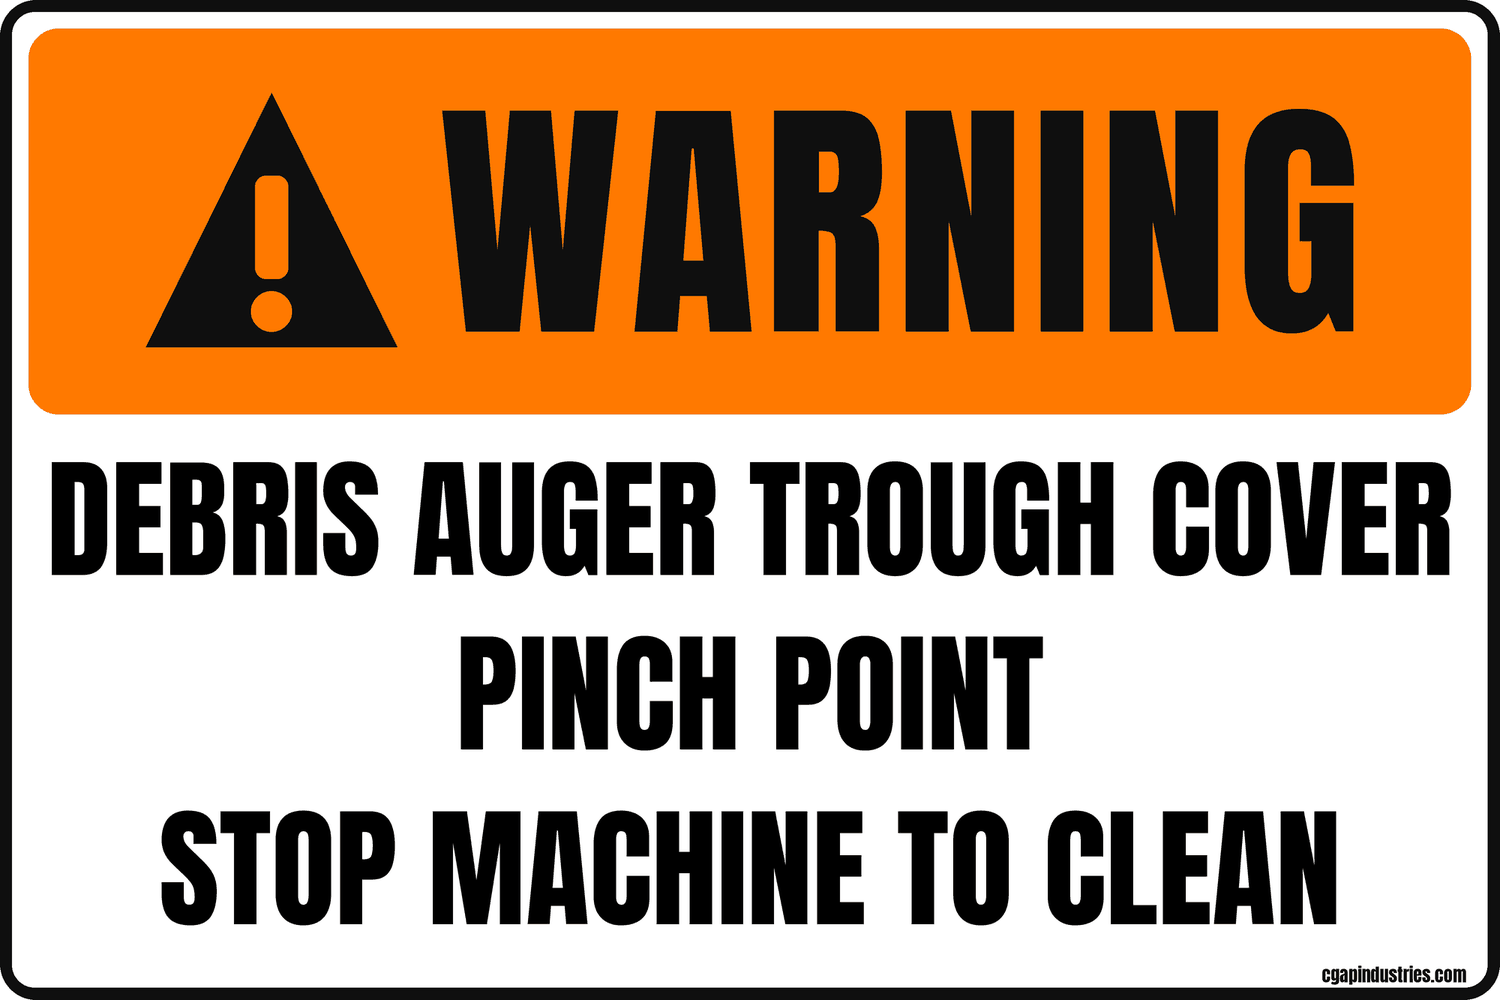 WARNING
DEBRIS AUGER TROUGH COVER
PINCH POINT
STOP MACHINE TO CLEAN
cgapindustries.com